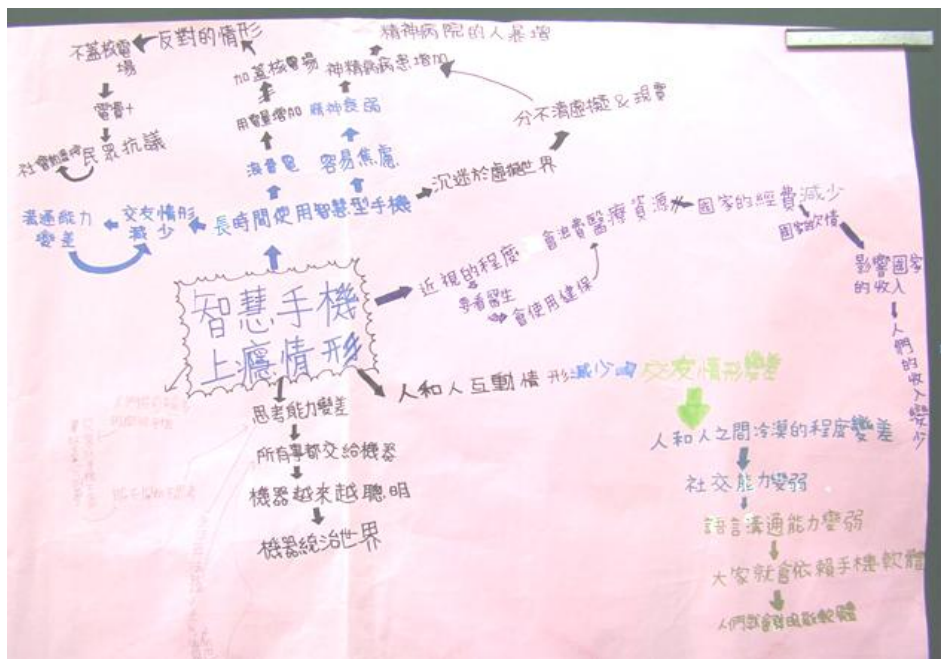 精神病院的人暴增
不蓋核電
場
反對的情形
加蓋核電場
神精病病患增加
電費+
用電量增加
精神衰弱
分不清虛擬&現實
民眾抗議
浪費電
容易焦慮
沉迷於虛擬世界
溝通能力
變差
交友情形
減少
長時間使用智慧型手機
國家的經費減少
近視的程度
會浪費醫療資源
影響國家
的收入
要看醫生
會使用健保
智慧手機
上癮情形
人們的收入變少
人和人互動情形減少
交友情形變差
思考能力變差
人和人之間冷漠的程度變差
所有事都交給機器
社交能力變弱
機器越來越聰明
語言溝通能力變弱
機器統治世界
大家就會依賴手機軟體